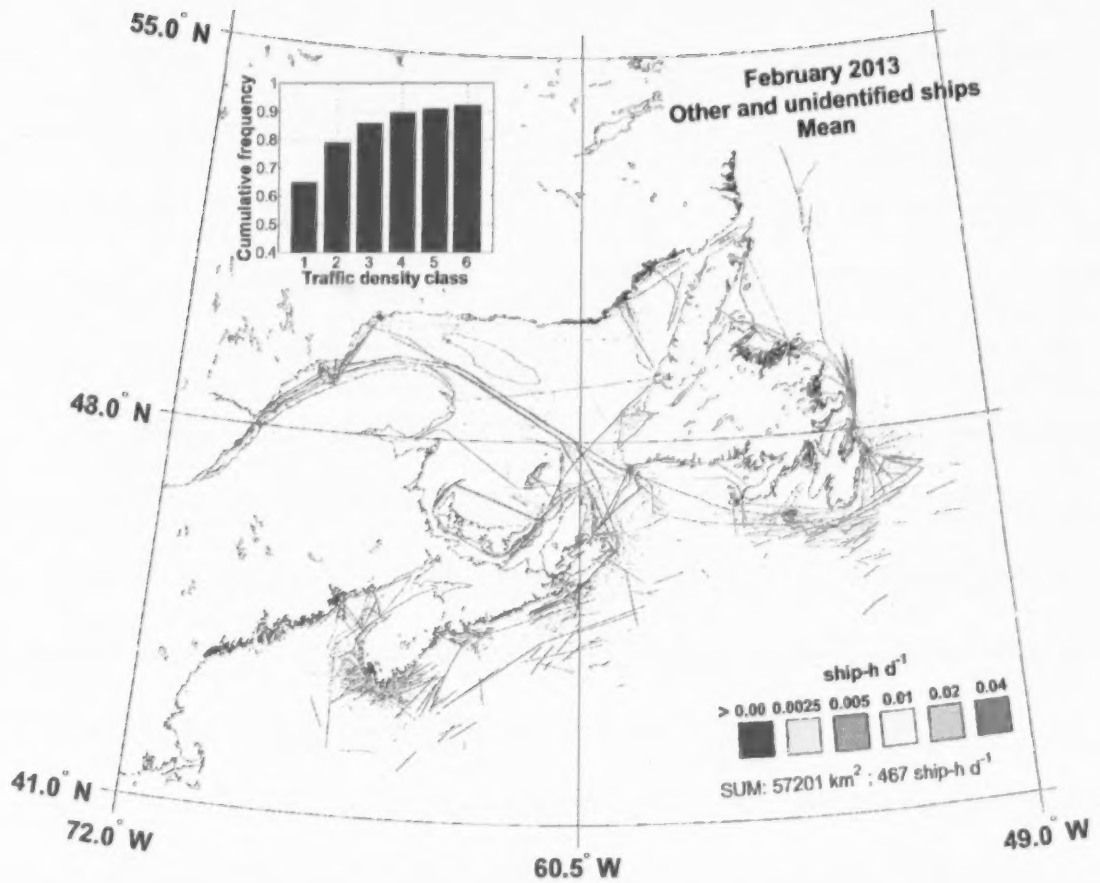 55.0° N
February 2013
Other and unidentified ships
Mean
Cumulative frequency
1
0.9
0.8
0.7
0.6
0.5
0.4
1 2 3 4 5 6
Traffic density class
48.0° N
ship-h d⁻¹
> 0.00 0.0025 0.005 0.01 0.02 0.04
SUM: 57201 km² ; 467 ship-h d⁻¹
41.0° N
72.0° W
60.5° W
49.0° W